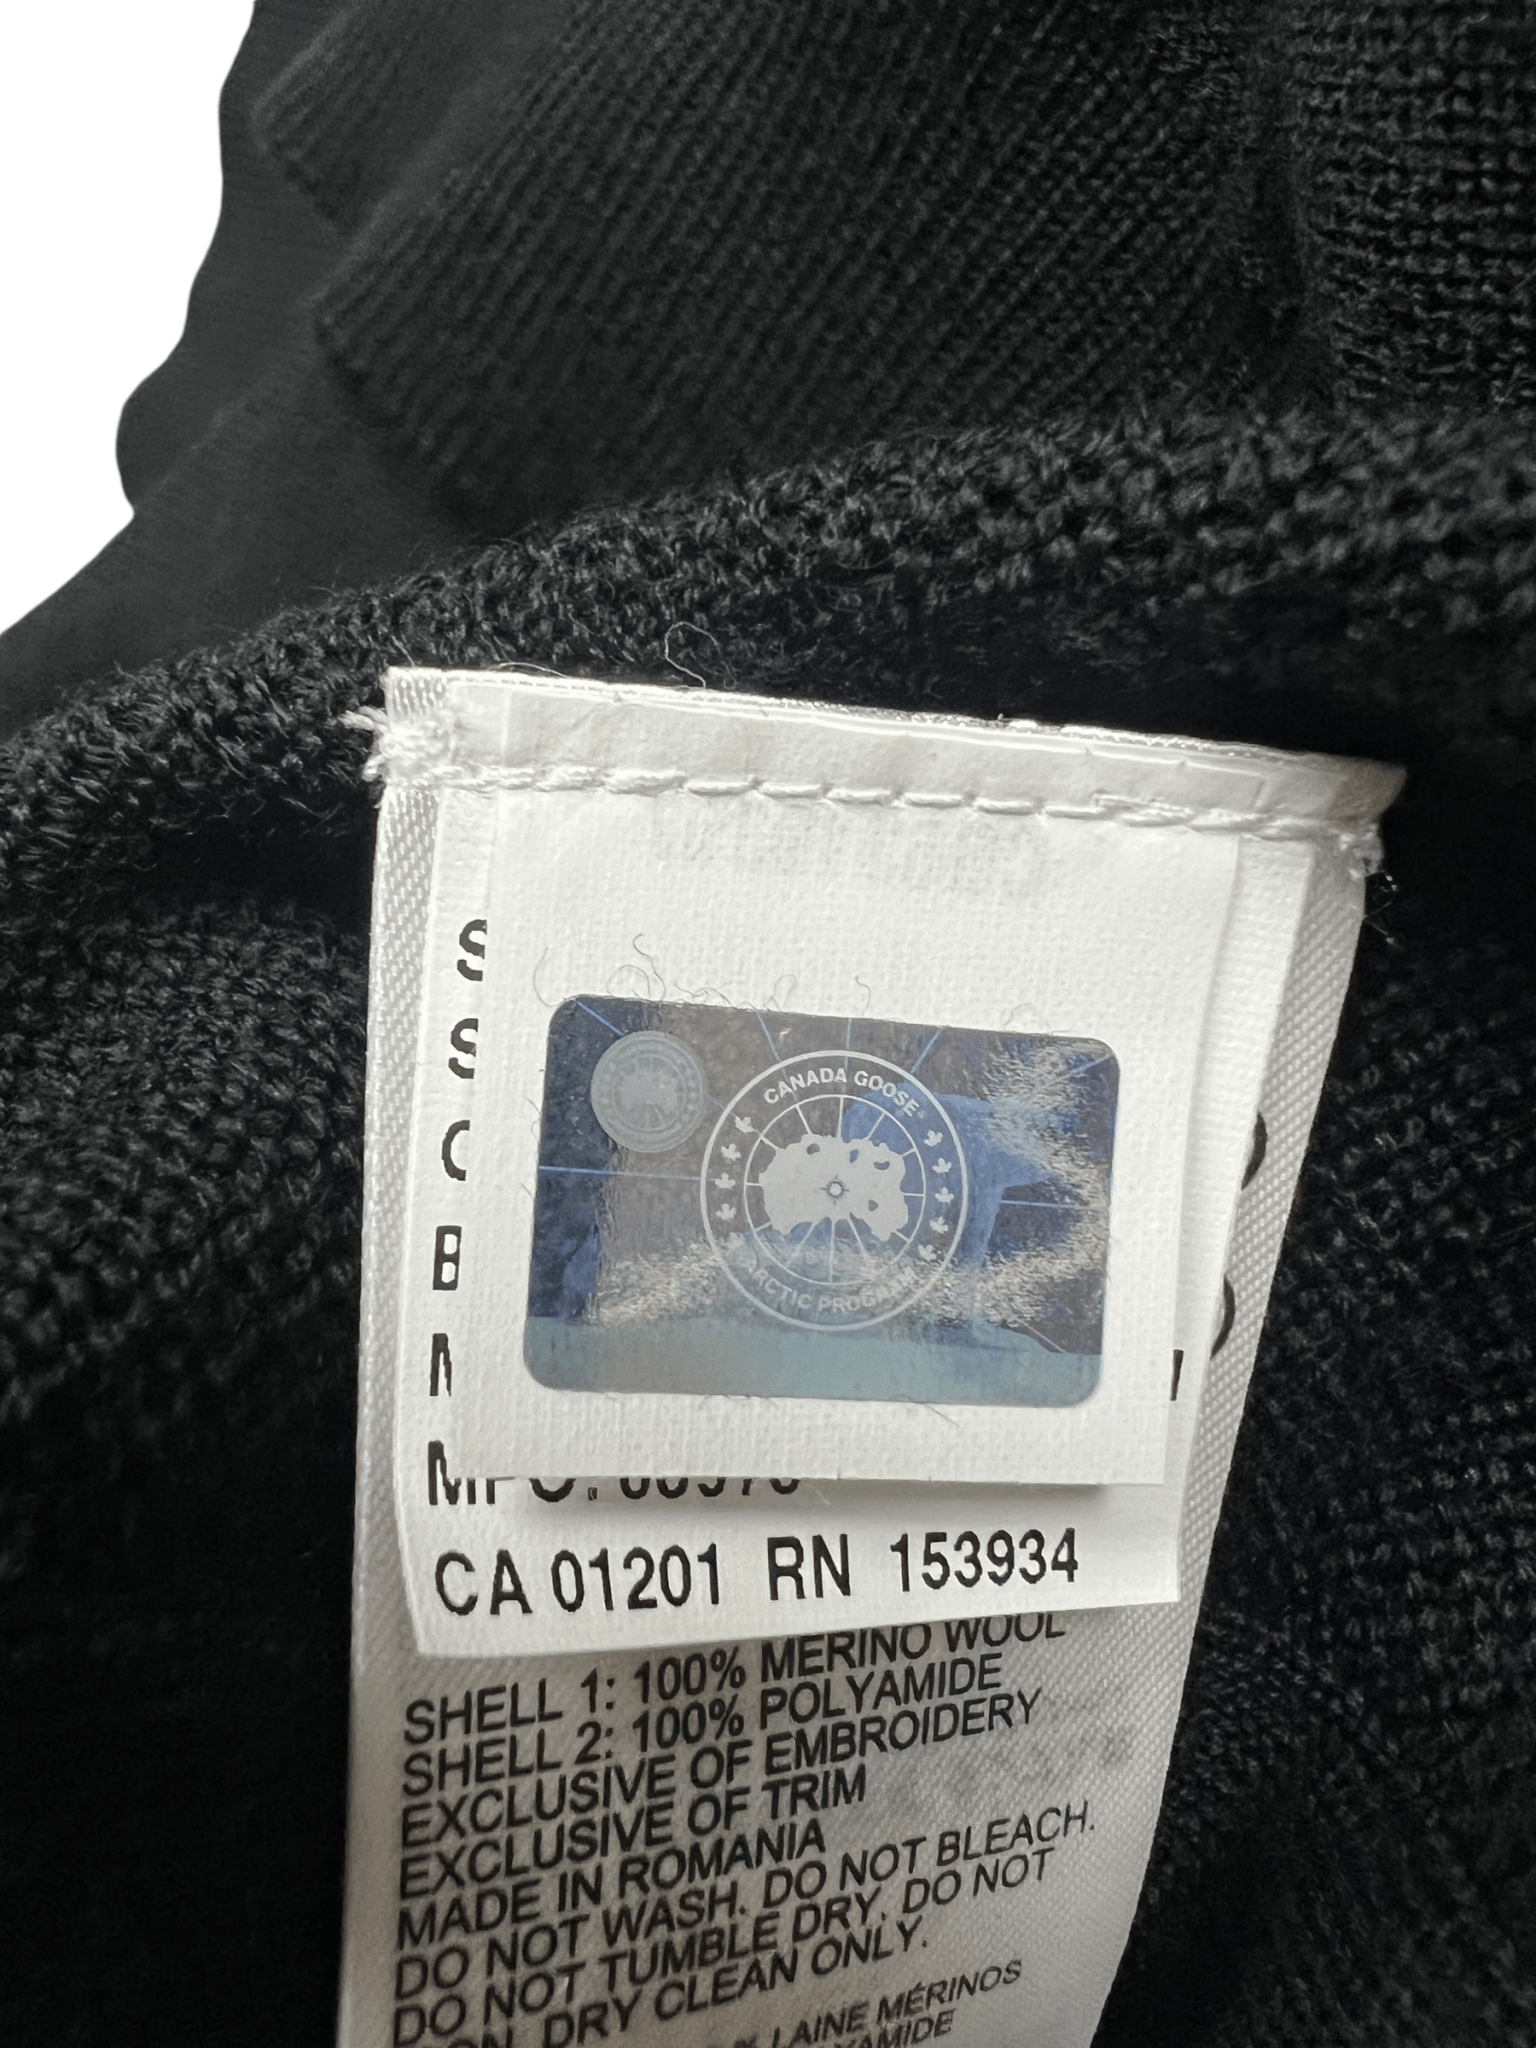 CANADA GOOSE
ARCTIC PROGRAM
CA 01201 RN 153934
SHELL 1: 100% MERINO WOOL
SHELL 2: 100% POLYAMIDE
EXCLUSIVE OF EMBROIDERY
EXCLUSIVE OF TRIM
MADE IN ROMANIA
DO NOT WASH. DO NOT BLEACH.
DO NOT TUMBLE DRY. DO NOT
DRY CLEAN ONLY.
LAINE MÉRINOS